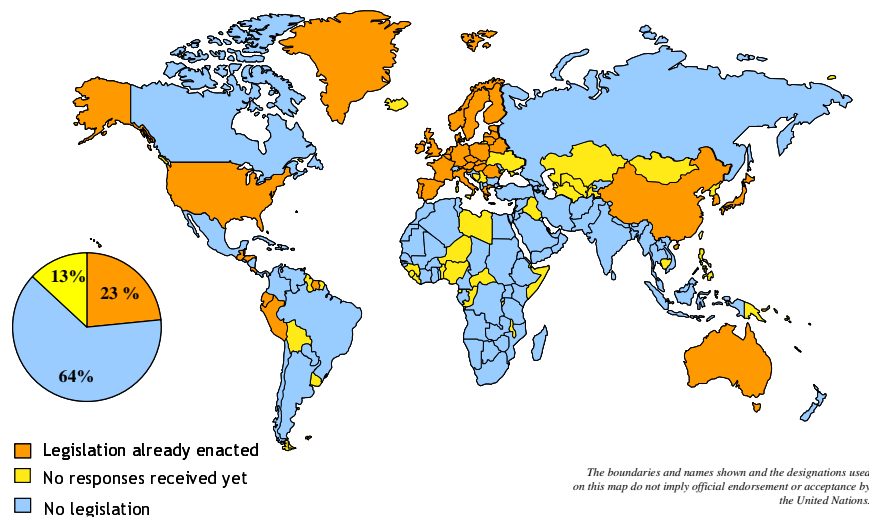 13%
23 %
64%
Legislation already enacted
No responses received yet
No legislation
The boundaries and names shown and the designations used
on this map do not imply official endorsement or acceptance by
the United Nations.